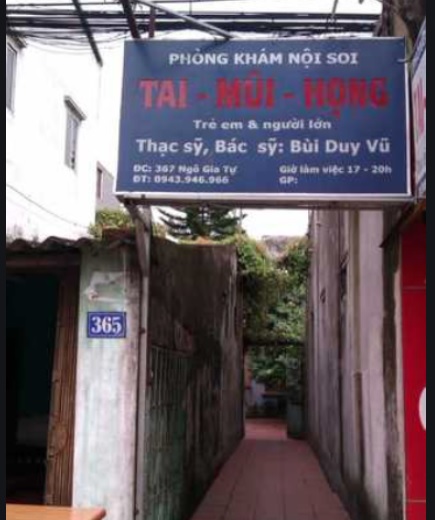 PHÒNG KHÁM NỘI SOI
TAI - MŨI - HỌNG
Trẻ em & người lớn
Thạc sỹ, Bác sỹ: Bùi Duy Vũ
ĐC: 367 Ngô Gia Tự
ĐT: 0943.946.966
Giờ làm việc 17 - 20h
GP:
365